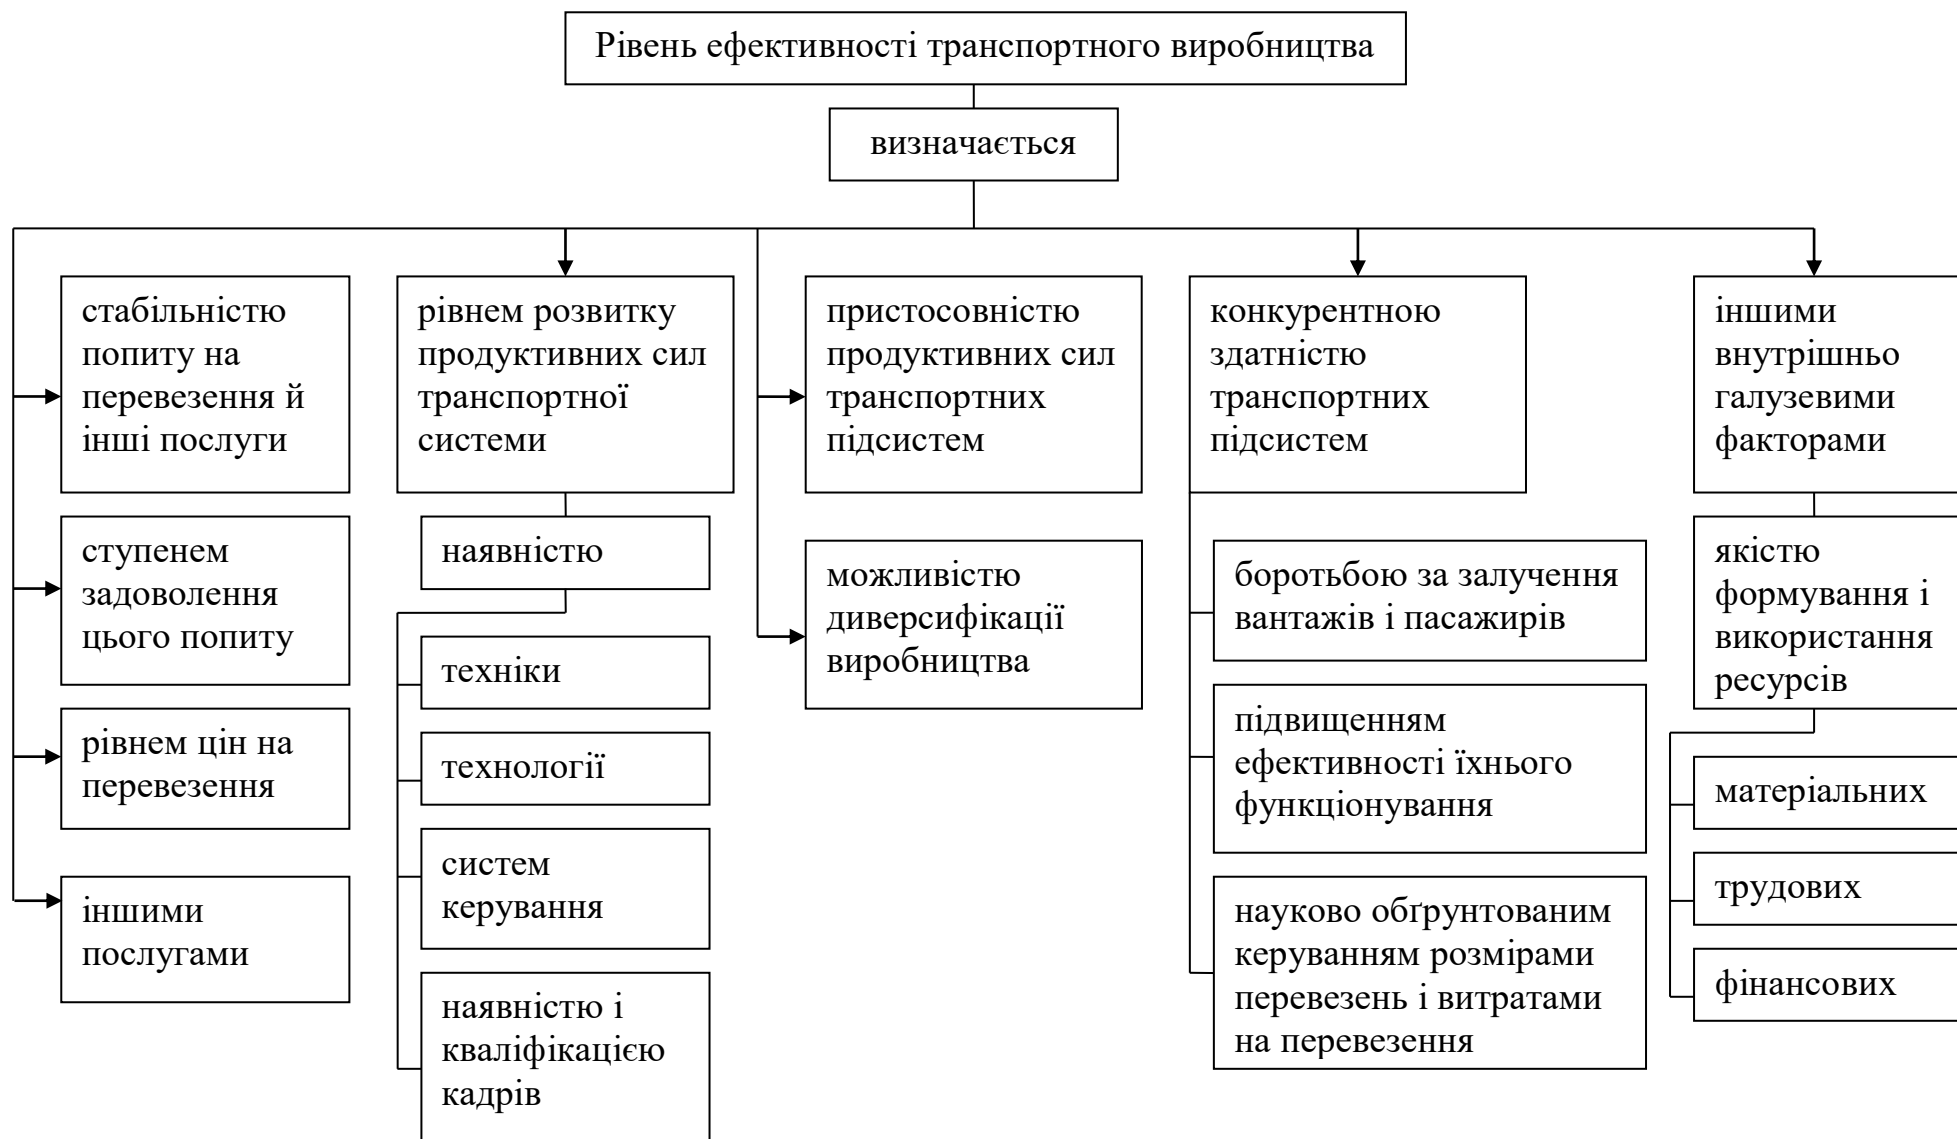 Рівень ефективності транспортного виробництва
визначається
стабільністю
попиту на
перевезення й
інші послуги
ступенем
задоволення
цього попиту
рівнем цін на
перевезення
іншими
послугами
рівнем розвитку
продуктивних сил
транспортної
системи
наявністю
техніки
технології
систем
керування
наявністю і
кваліфікацією
кадрів
пристосовністю
продуктивних сил
транспортних
підсистем
можливістю
диверсифікації
виробництва
конкурентною
здатністю
транспортних
підсистем
боротьбою за залучення
вантажів і пасажирів
підвищенням
ефективності їхнього
функціонування
науково обґрунтованим
керуванням розмірами
перевезень і витратами
на перевезення
іншими
внутрішньо
галузевими
факторами
якістю
формування і
використання
ресурсів
матеріальних
трудових
фінансових